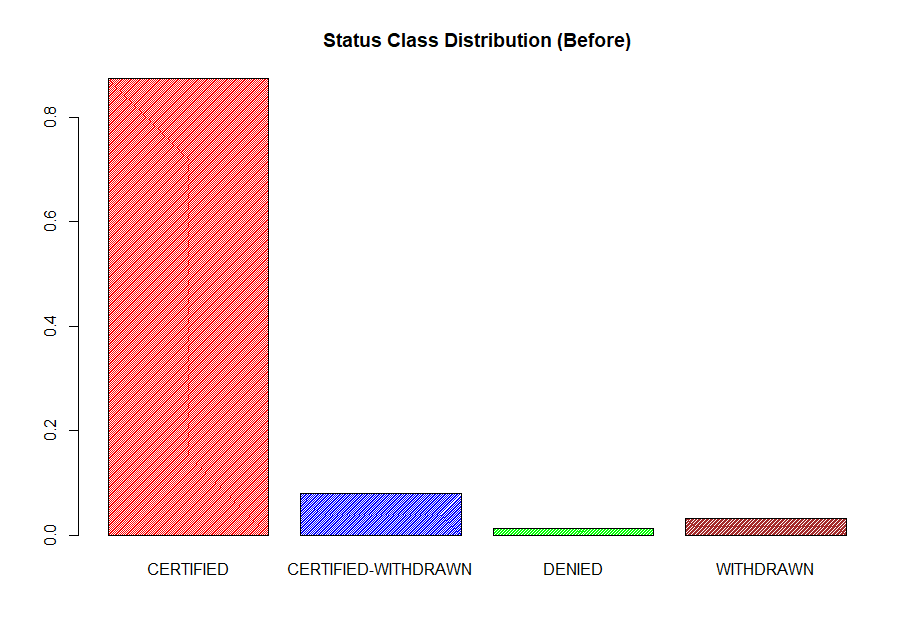 Status Class Distribution (Before)
0.8
0.6
0.4
0.2
0.0
CERTIFIED CERTIFIED-WITHDRAWN DENIED WITHDRAWN